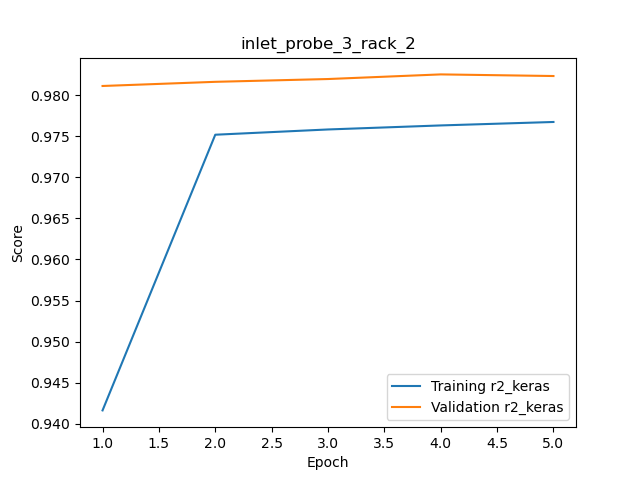 inlet_probe_3_rack_2
Score
0.980
0.975
0.970
0.965
0.960
0.955
0.950
0.945
0.940
Training r2_keras
Validation r2_keras
1.0 1.5 2.0 2.5 3.0 3.5 4.0 4.5 5.0
Epoch